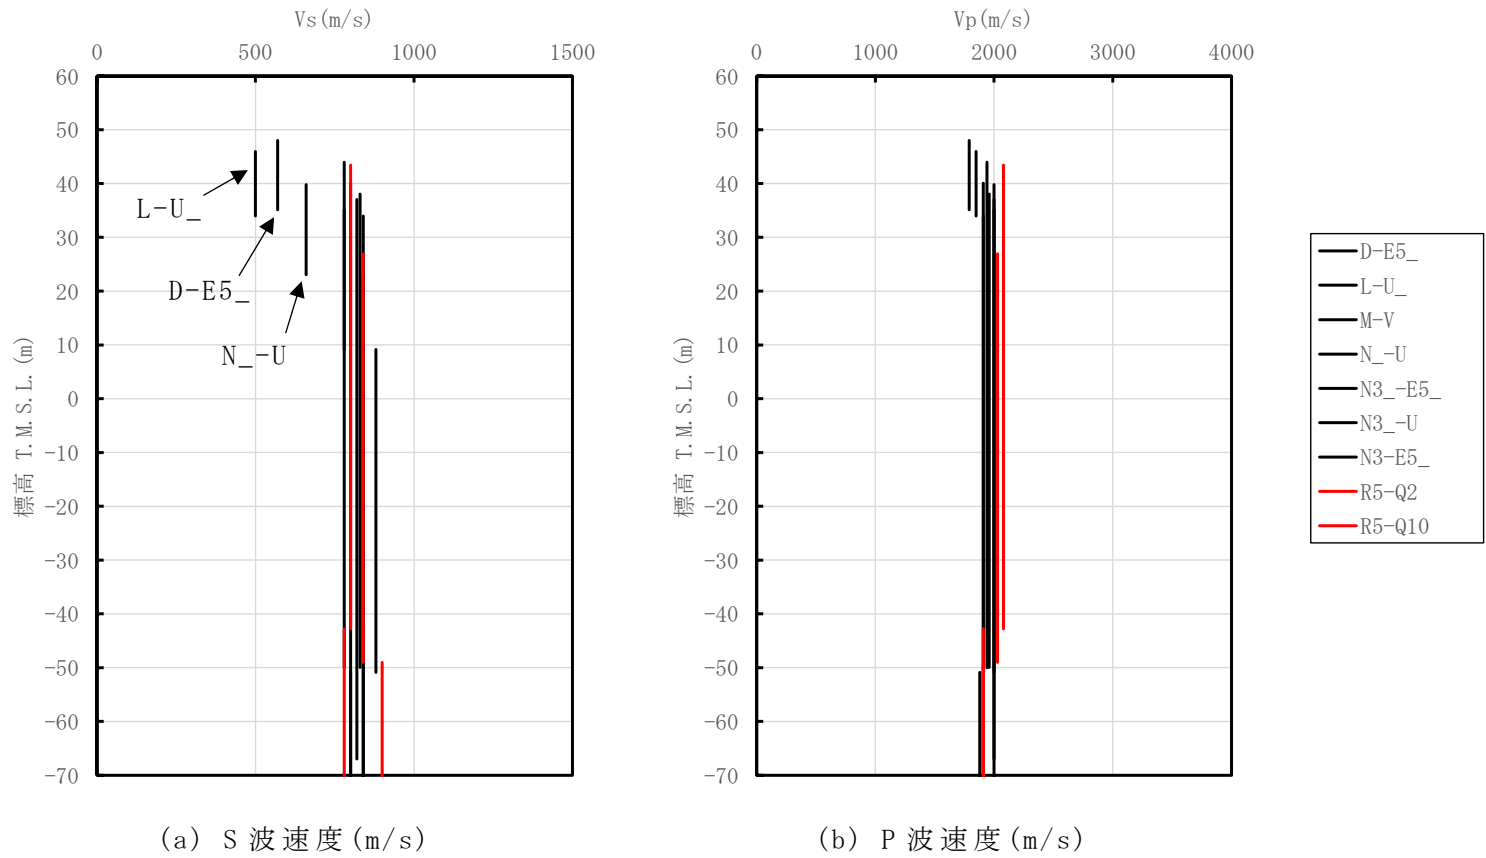 Vs(m/s)
0 500 1000 1500
60
50
40
30
20
10
0
-10
-20
-30
-40
-50
-60
-70
標高 T.M.S.L.(m)
L-U_
D-E5_
N_-U
(a) S波速度(m/s)
Vp(m/s)
0 1000 2000 3000 4000
60
50
40
30
20
10
0
-10
-20
-30
-40
-50
-60
-70
標高 T.M.S.L.(m)
(b) P波速度(m/s)
D-E5_
L-U_
M-V
N_-U
N3_-E5_
N3_-U
N3-E5_
R5-Q2
R5-Q10